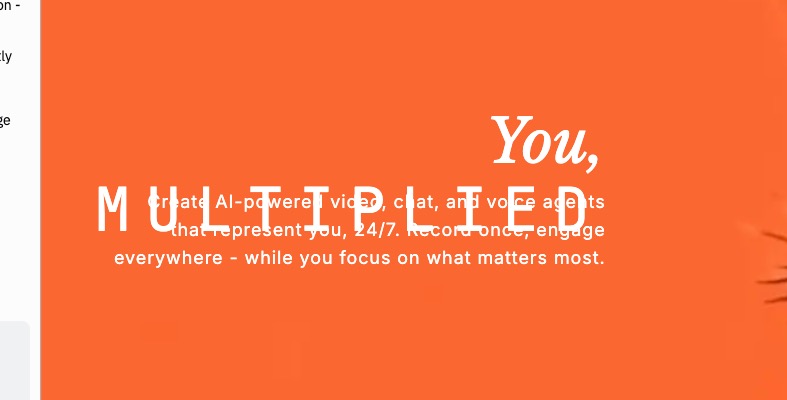 on -
tly
ge
You,
MULTIPLIED
Create AI-powered video, chat, and voice agents
that represent you, 24/7. Record once, engage
everywhere - while you focus on what matters most.